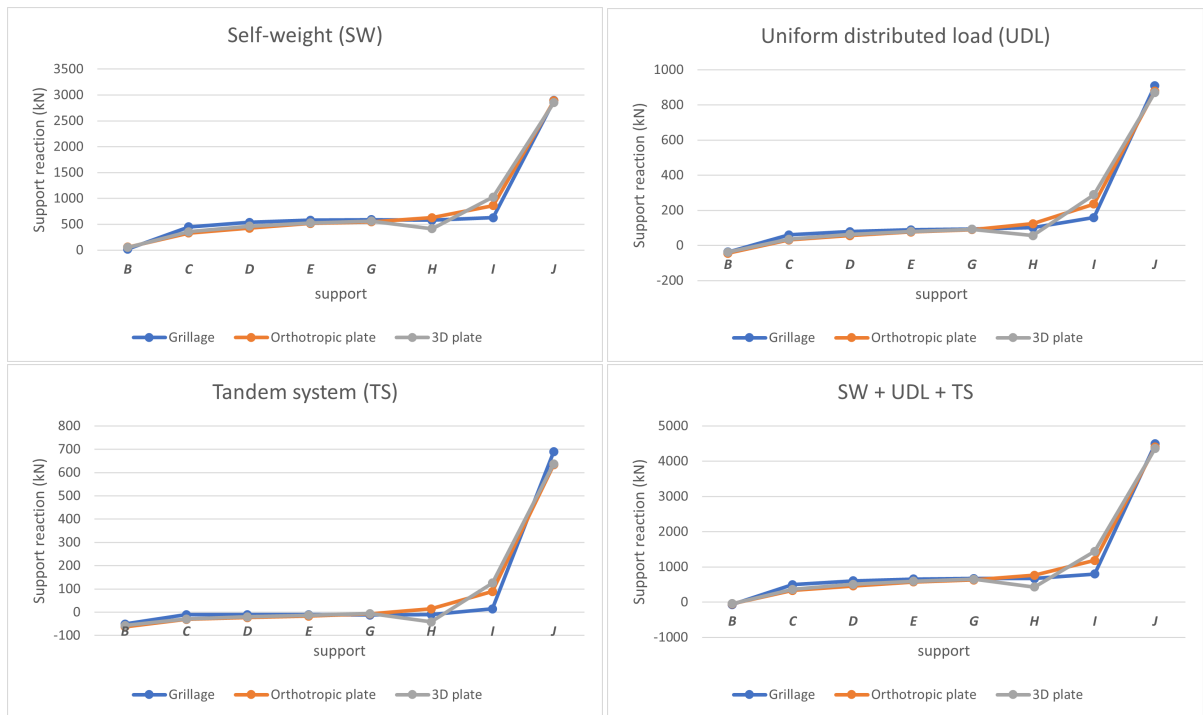 Self-weight (SW)
Support reaction (kN)
3500
3000
2500
2000
1500
1000
500
0
B C D E G H I J
support
Grillage Orthotropic plate 3D plate
Uniform distributed load (UDL)
Support reaction (kN)
1000
800
600
400
200
0
-200
B C D E G H I J
support
Grillage Orthotropic plate 3D plate
Tandem system (TS)
Support reaction (kN)
800
700
600
500
400
300
200
100
0
-100
B C D E G H I J
support
Grillage Orthotropic plate 3D plate
SW + UDL + TS
Support reaction (kN)
5000
4000
3000
2000
1000
0
-1000
B C D E G H I J
support
Grillage Orthotropic plate 3D plate